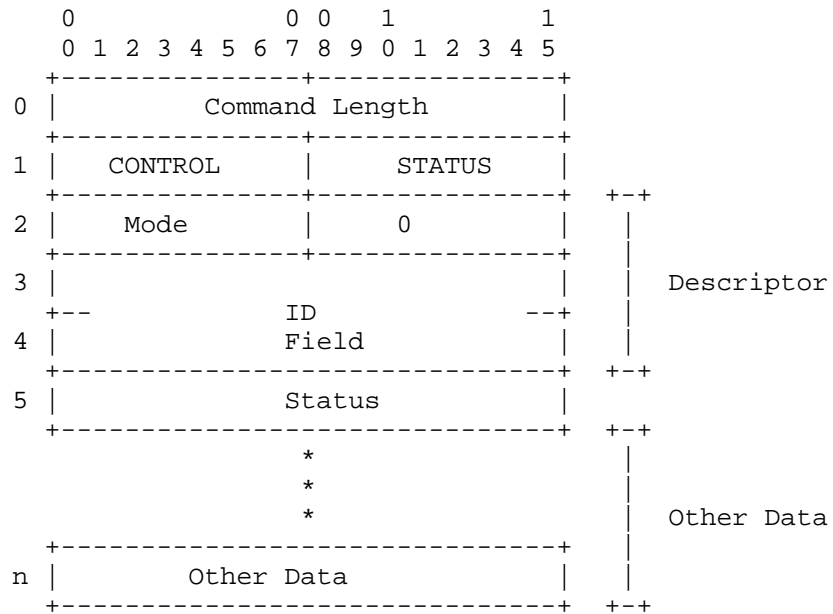 0                 0 0   1         1
0 1 2 3 4 5 6 7 8 9 0 1 2 3 4 5
+---------------+---------------+
0 |         Command Length        |
+---------------+---------------+
1 |   CONTROL     |     STATUS    |
+---------------+---------------+  +-+
2 |    Mode       |     0         |   |
+---------------+---------------+   |
3 |                               |   |  Descriptor
+--            ID             --+   |
4 |              Field            |   |
+-------------------------------+  +-+
5 |              Status           |
+-------------------------------+  +-+
*                    |
*                    |
*                    |  Other Data
+-------------------------------+   |
n |        Other Data             |   |
+-------------------------------+  +-+